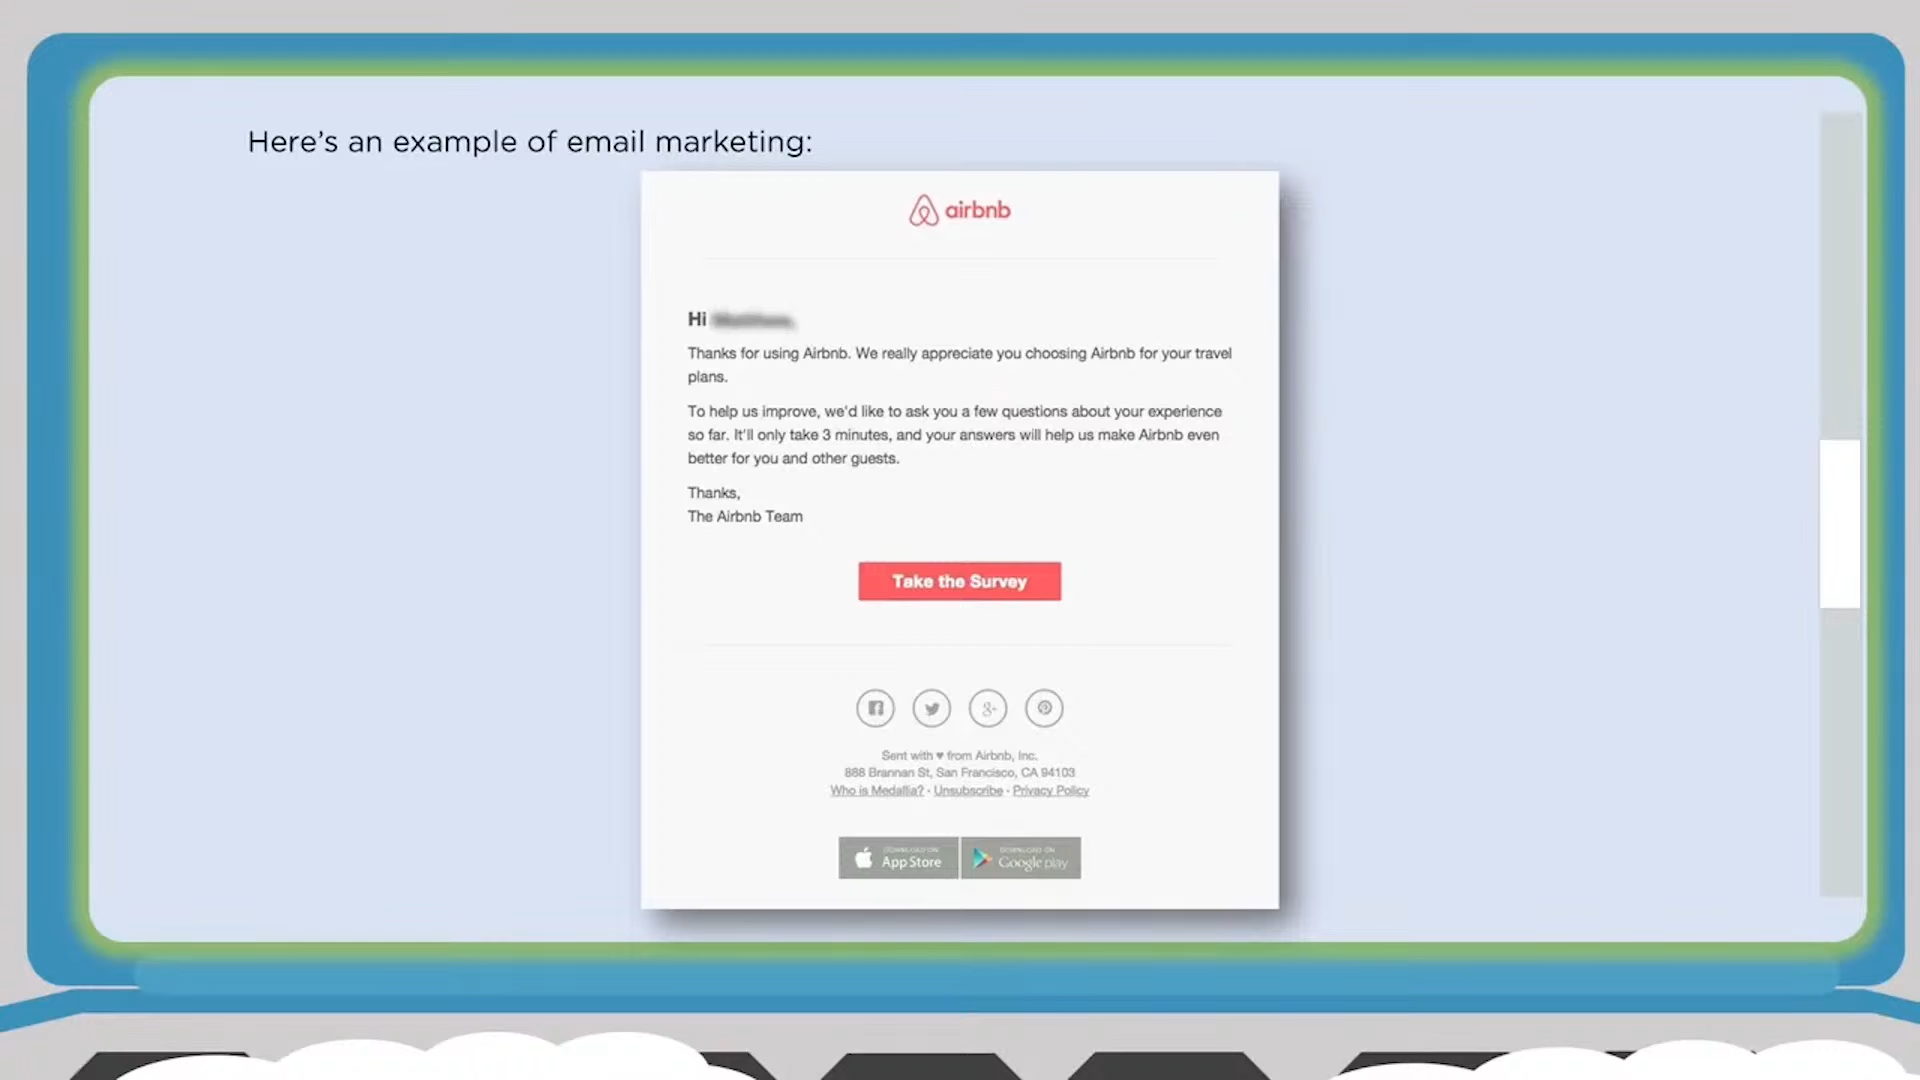 Here's an example of email marketing:
airbnb
Hi
Thanks for using Airbnb. We really appreciate you choosing Airbnb for your travel
plans.
To help us improve, we'd like to ask you a few questions about your experience
so far. It'll only take 3 minutes, and your answers will help us make Airbnb even
better for you and other guests.
Thanks,
The Airbnb Team
Take the Survey
Sent with ♥ from Airbnb, Inc.
888 Brannan St, San Francisco, CA 94103
Who is Medallia? · Unsubscribe · Privacy Policy
DOWNLOAD ON DOWNLOAD ON
App Store Google play